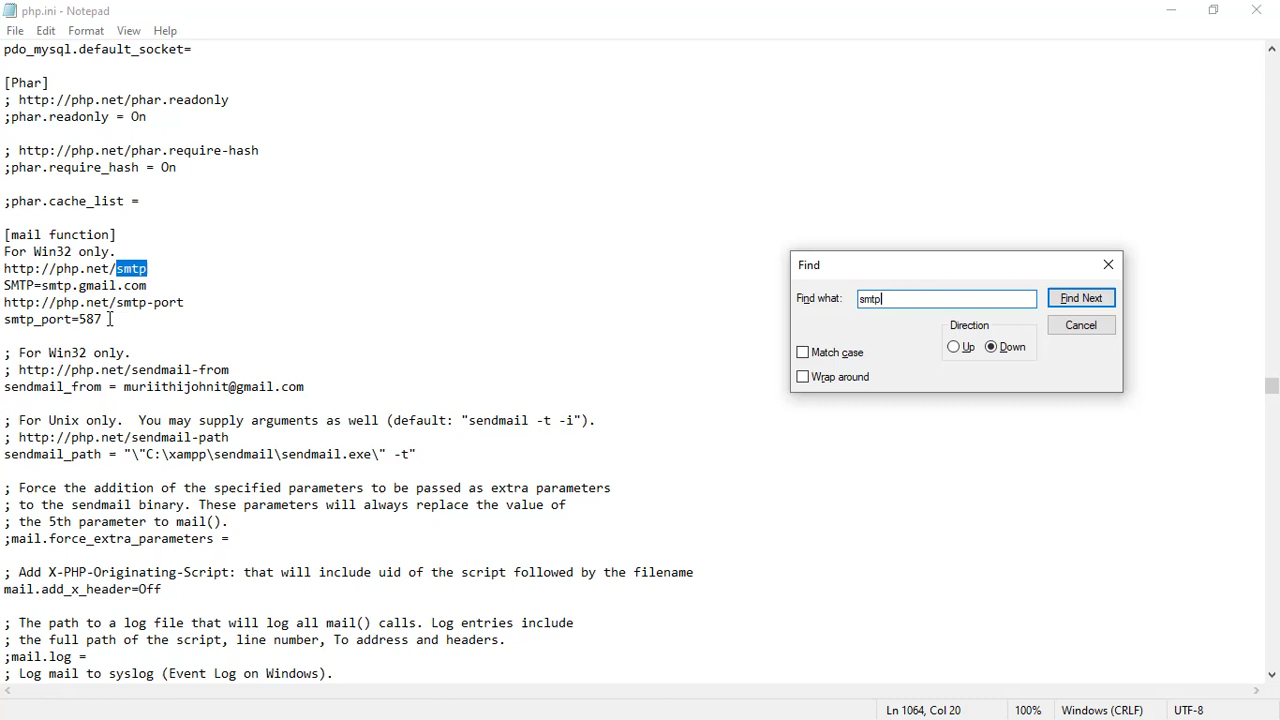 php.ini - Notepad
File Edit Format View Help
pdo_mysql.default_socket=
[Phar]
; http://php.net/phar.readonly
;phar.readonly = On
; http://php.net/phar.require-hash
;phar.require_hash = On
;phar.cache_list =
[mail function]
For Win32 only.
http://php.net/smtp
SMTP=smtp.gmail.com
http://php.net/smtp-port
smtp_port=587
; For Win32 only.
; http://php.net/sendmail-from
sendmail_from = muriithijohnit@gmail.com
; For Unix only.  You may supply arguments as well (default: "sendmail -t -i").
; http://php.net/sendmail-path
sendmail_path = "\"C:\xampp\sendmail\sendmail.exe\" -t"
; Force the addition of the specified parameters to be passed as extra parameters
; to the sendmail binary. These parameters will always replace the value of
; the 5th parameter to mail().
;mail.force_extra_parameters =
; Add X-PHP-Originating-Script: that will include uid of the script followed by the filename
mail.add_x_header=Off
; The path to a log file that will log all mail() calls. Log entries include
; the full path of the script, line number, To address and headers.
;mail.log =
; Log mail to syslog (Event Log on Windows).
Find
Find what: smtp Find Next
Direction Cancel
Up Down
Match case
Wrap around
Ln 1064, Col 20 100% Windows (CRLF) UTF-8